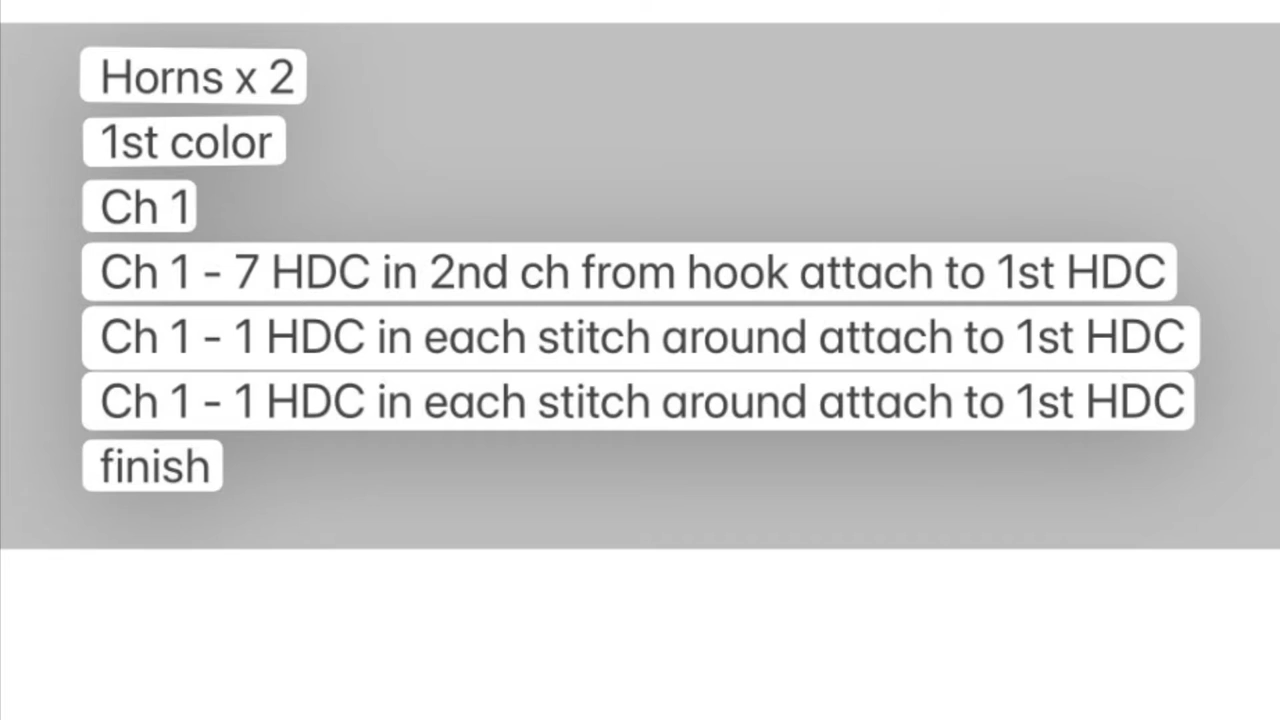 Horns x 2
1st color
Ch 1
Ch 1 - 7 HDC in 2nd ch from hook attach to 1st HDC
Ch 1 - 1 HDC in each stitch around attach to 1st HDC
Ch 1 - 1 HDC in each stitch around attach to 1st HDC
finish